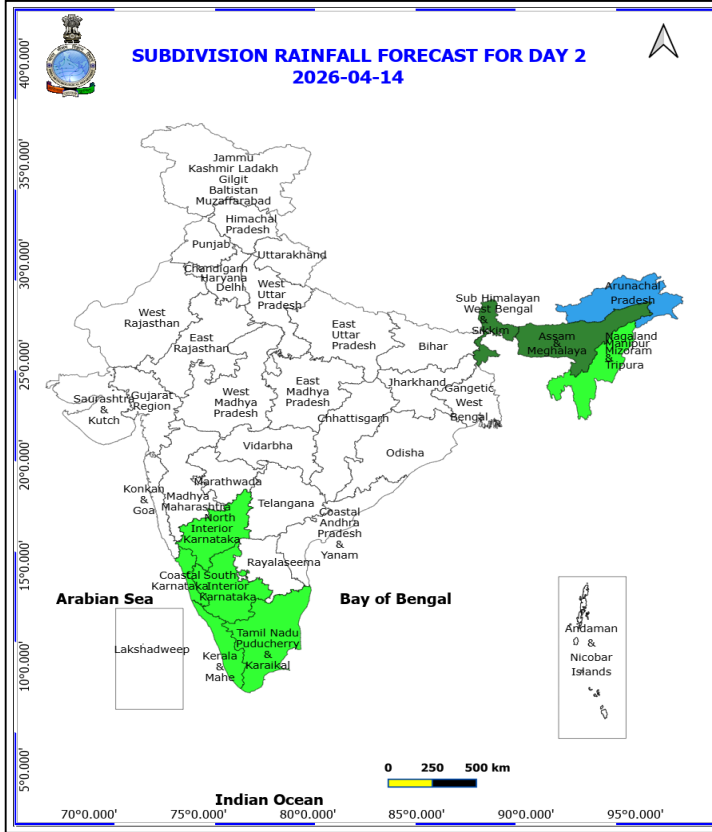 SUBDIVISION RAINFALL FORECAST FOR DAY 2
2026-04-14
40°0.000'
35°0.000'
30°0.000'
25°0.000'
20°0.000'
15°0.000'
10°0.000'
5°0.000'
Jammu
Kashmir Ladakh
Gilgit
Baltistan
Muzaffarabad
Himachal
Pradesh
Punjab
Uttarakhand
Chandigarh
Haryana
Delhi
West
Uttar
Pradesh
West
Rajasthan
East
Rajasthan
East
Uttar
Pradesh
Bihar
Sub Himalayan
West Bengal
&
Sikkim
Arunachal
Pradesh
Assam
&
Meghalaya
Nagaland
Manipur
Mizoram
&
Tripura
Saurashtra
&
Kutch
Gujarat
Region
West
Madhya
Pradesh
East
Madhya
Pradesh
Jharkhand
Gangetic
West
Bengal
Chhattisgarh
Odisha
Vidarbha
Konkan
&
Goa
Madhya
Maharashtra
Marathwada
Telangana
North
Interior
Karnataka
Coastal
Andhra
Pradesh
&
Yanam
Rayalaseema
Coastal
Karnataka
South
Interior
Karnataka
Arabian Sea
Bay of Bengal
Lakshadweep
Kerala
&
Mahe
Tamil Nadu
Puducherry
&
Karaikal
Andaman
&
Nicobar
Islands
0 250 500 km
Indian Ocean
70°0.000' 75°0.000' 80°0.000' 85°0.000' 90°0.000' 95°0.000'